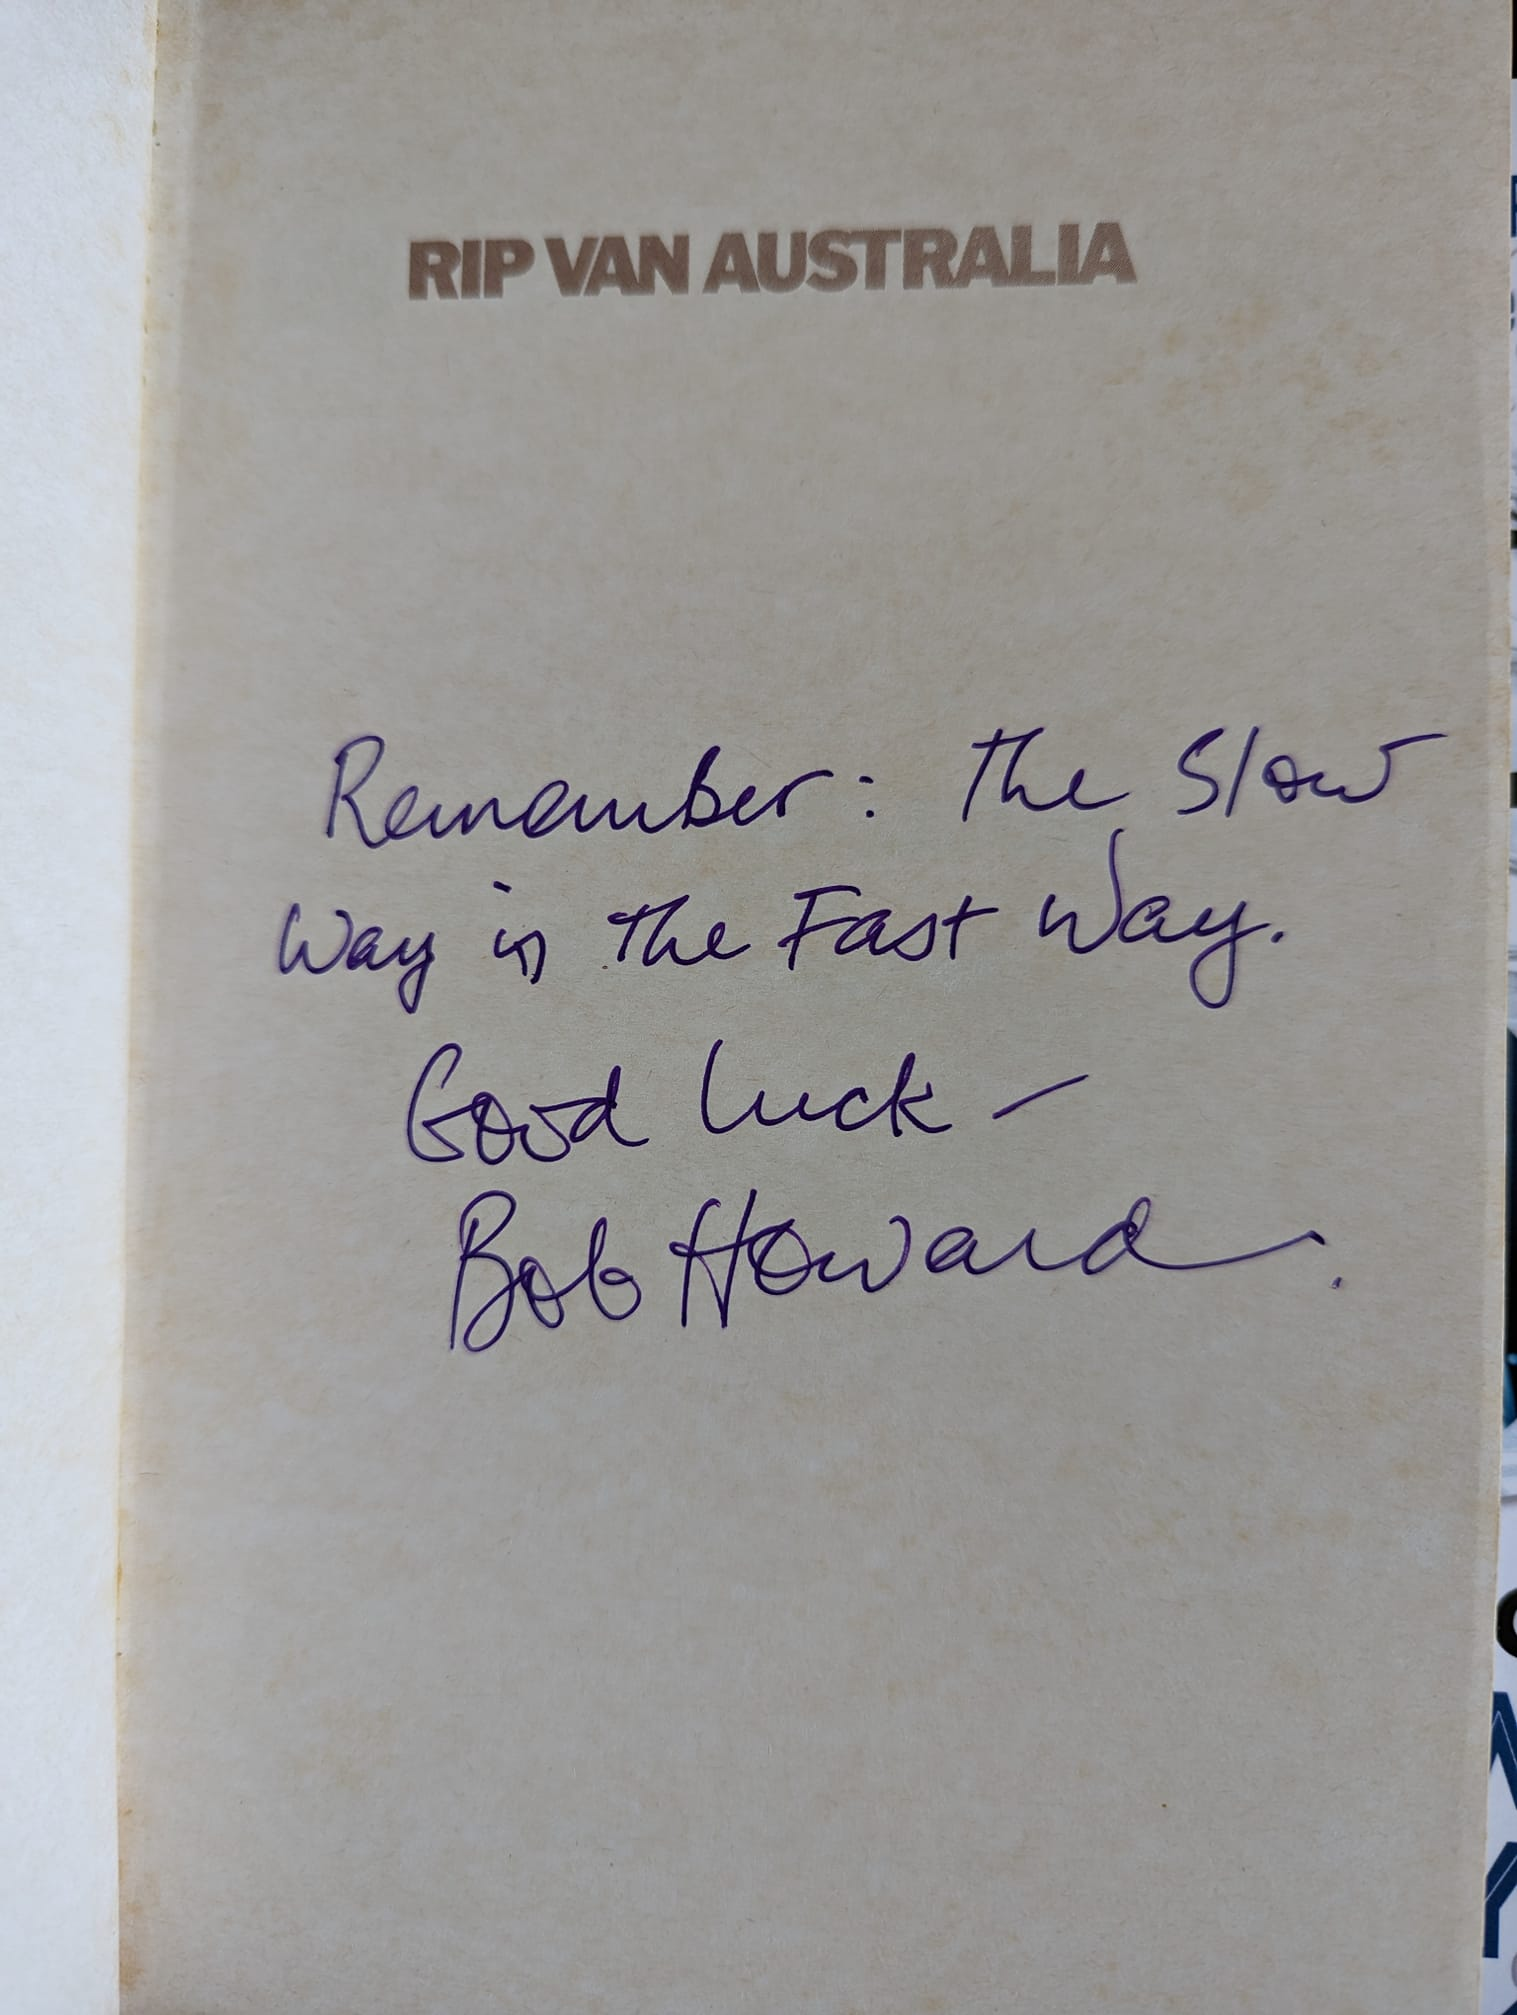 RIP VAN AUSTRALIA
Remember: The Slow
Way is the Fast Way.
Good luck –
Bob Howard.